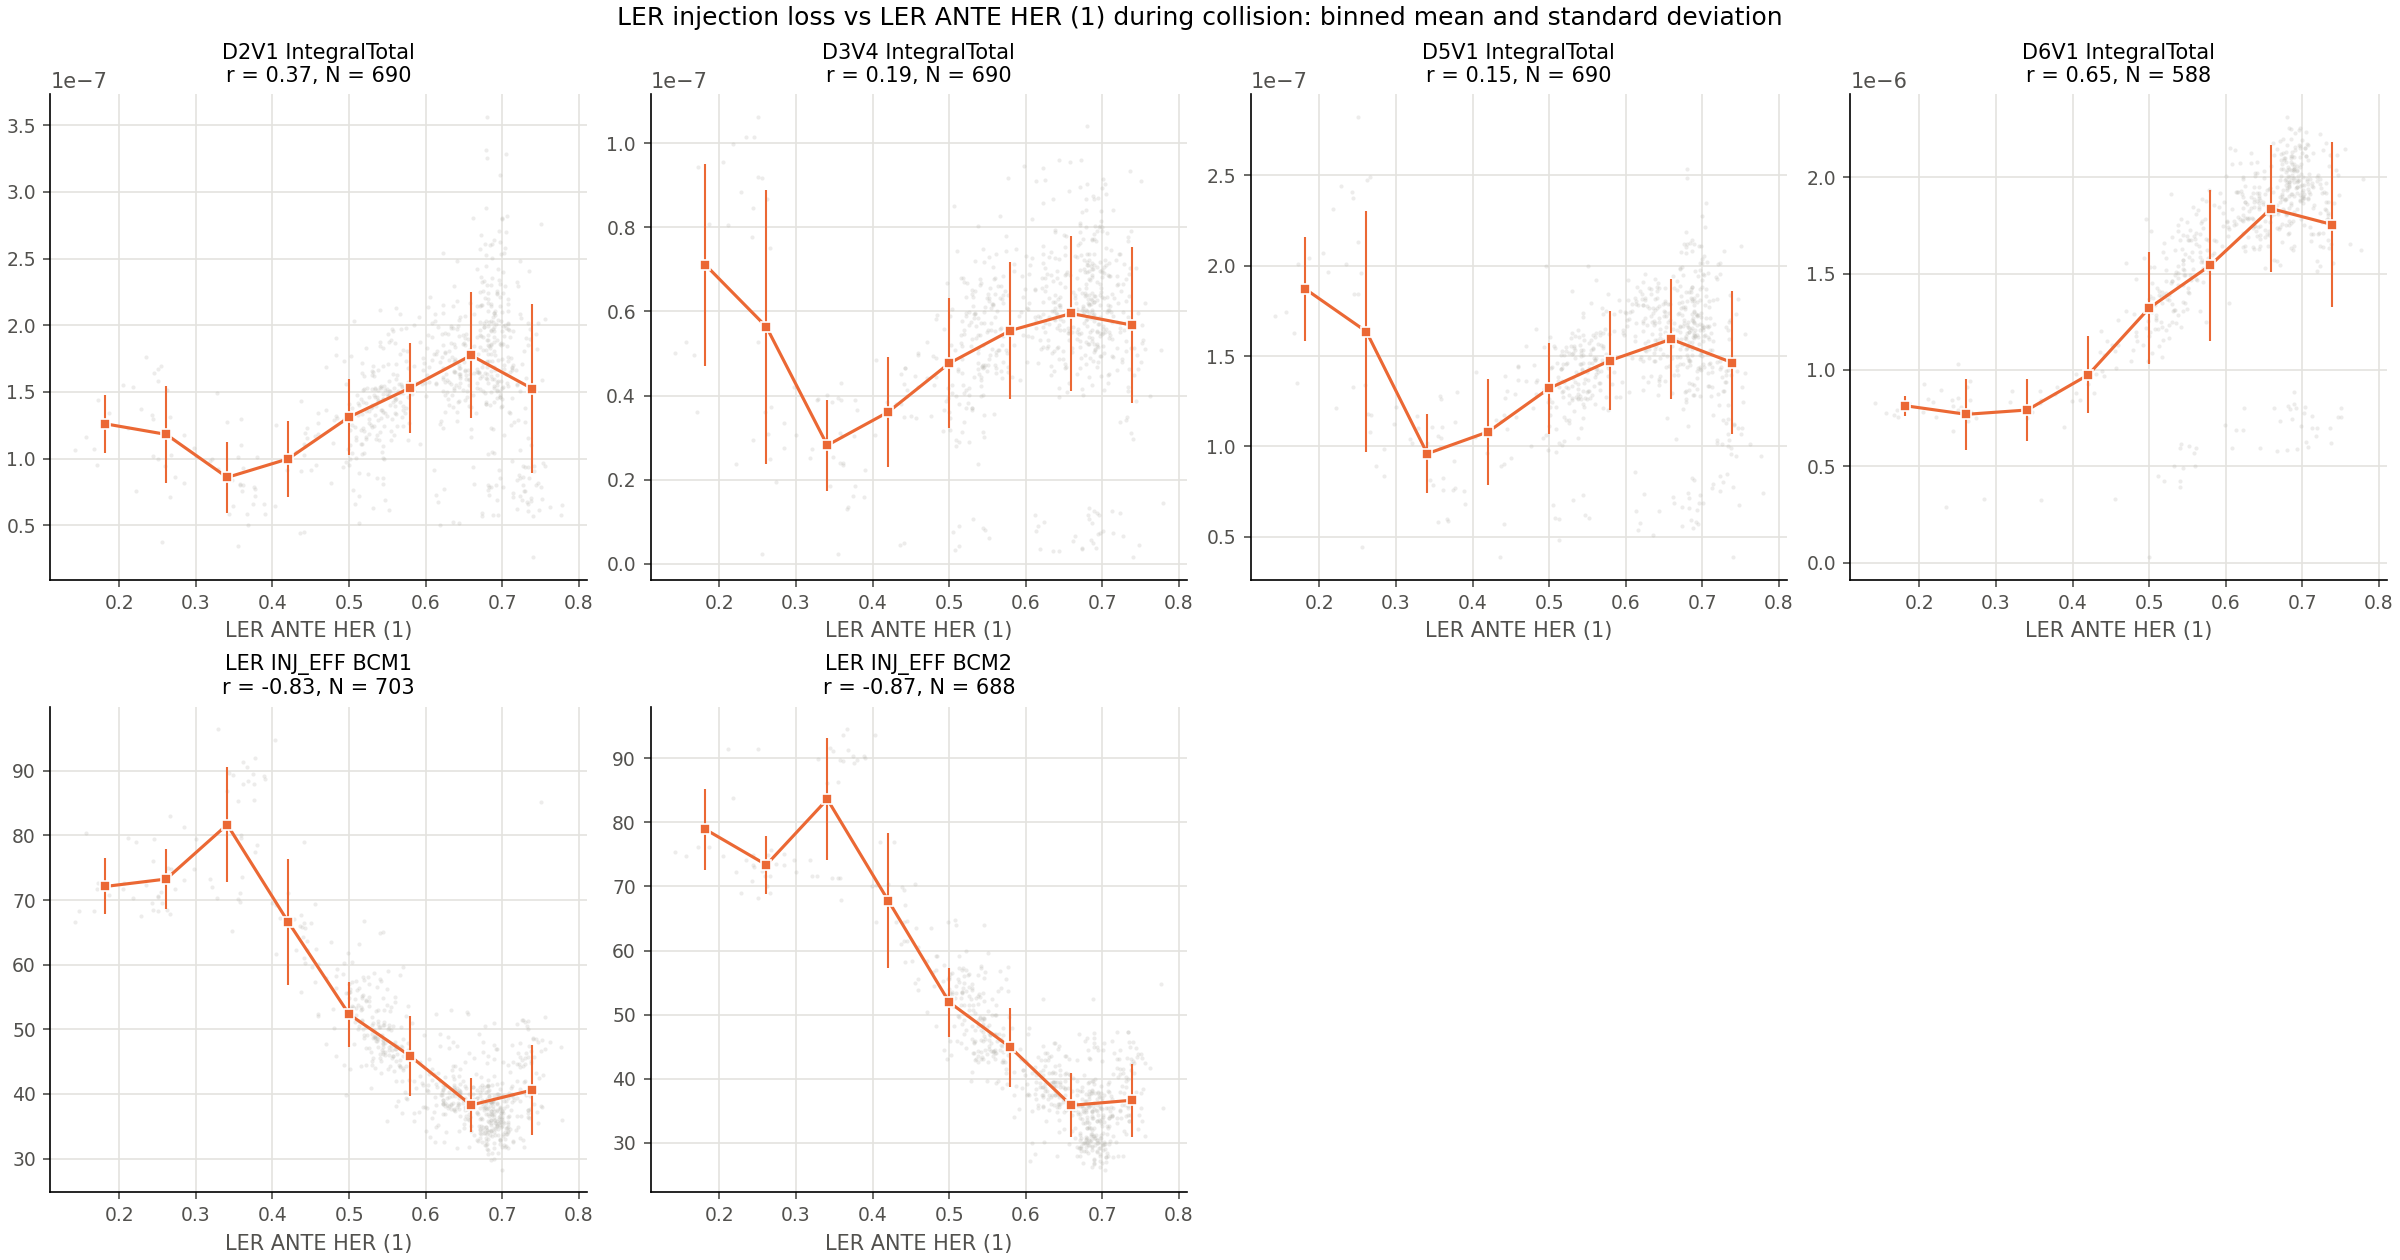 LER injection loss vs LER ANTE HER (1) during collision: binned mean and standard deviation
D2V1 IntegralTotal
r = 0.37, N = 690
1e−7
3.5
3.0
2.5
2.0
1.5
1.0
0.5
0.2 0.3 0.4 0.5 0.6 0.7 0.8
LER ANTE HER (1)
D3V4 IntegralTotal
r = 0.19, N = 690
1e−7
1.0
0.8
0.6
0.4
0.2
0.0
0.2 0.3 0.4 0.5 0.6 0.7 0.8
LER ANTE HER (1)
D5V1 IntegralTotal
r = 0.15, N = 690
1e−7
2.5
2.0
1.5
1.0
0.5
0.2 0.3 0.4 0.5 0.6 0.7 0.8
LER ANTE HER (1)
D6V1 IntegralTotal
r = 0.65, N = 588
1e−6
2.0
1.5
1.0
0.5
0.0
0.2 0.3 0.4 0.5 0.6 0.7 0.8
LER ANTE HER (1)
LER INJ_EFF BCM1
r = -0.83, N = 703
90
80
70
60
50
40
30
0.2 0.3 0.4 0.5 0.6 0.7 0.8
LER ANTE HER (1)
LER INJ_EFF BCM2
r = -0.87, N = 688
90
80
70
60
50
40
30
0.2 0.3 0.4 0.5 0.6 0.7 0.8
LER ANTE HER (1)